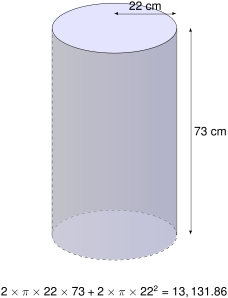 22 cm
73 cm
2 × π × 22 × 73 + 2 × π × 22² = 13, 131.86